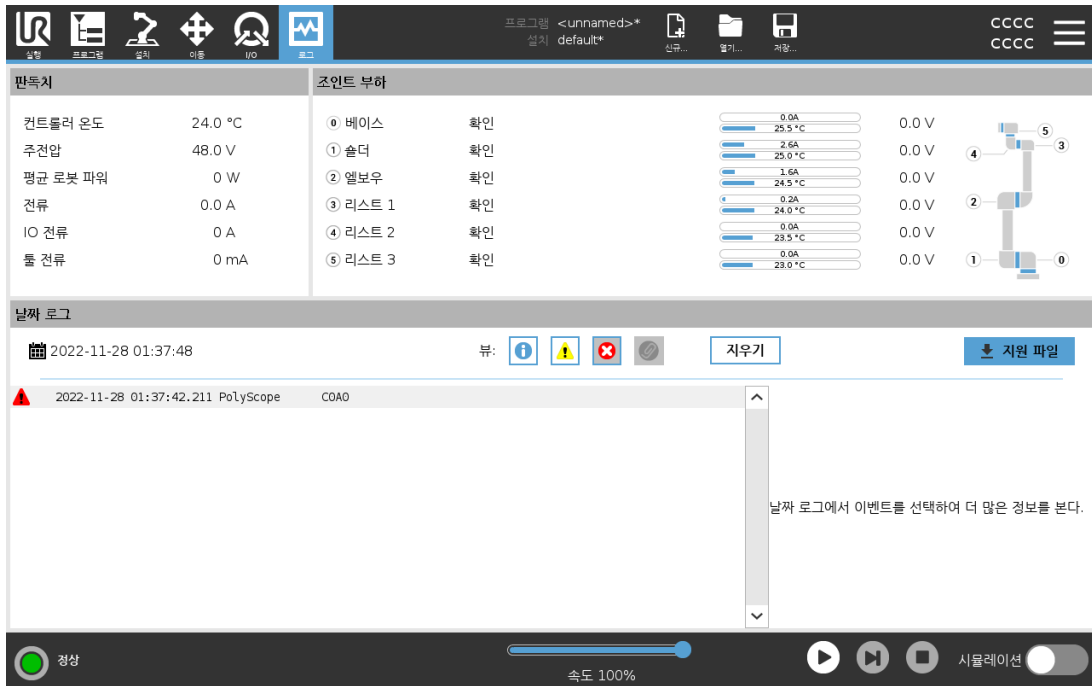 프로그램 <unnamed>*
설치 default*
실행 프로그램 설치 이동 I/O 로그
신규... 열기... 저장...
CCCC
CCCC
판독치
조인트 부하
컨트롤러 온도 24.0 °C
주전압 48.0 V
평균 로봇 파워 0 W
전류 0.0 A
IO 전류 0 A
툴 전류 0 mA
0 베이스 확인 0.0A 25.5 °C 0.0 V
1 숄더 확인 2.6A 25.0 °C 0.0 V
2 엘보우 확인 1.6A 24.5 °C 0.0 V
3 리스트 1 확인 0.2A 24.0 °C 0.0 V
4 리스트 2 확인 0.0A 23.5 °C 0.0 V
5 리스트 3 확인 0.0A 23.0 °C 0.0 V
5
3
4
2
1 0
날짜 로그
2022-11-28 01:37:48 뷰: 지우기 지원 파일
2022-11-28 01:37:42.211 PolyScope C0A0
날짜 로그에서 이벤트를 선택하여 더 많은 정보를 본다.
정상
속도 100%
시뮬레이션